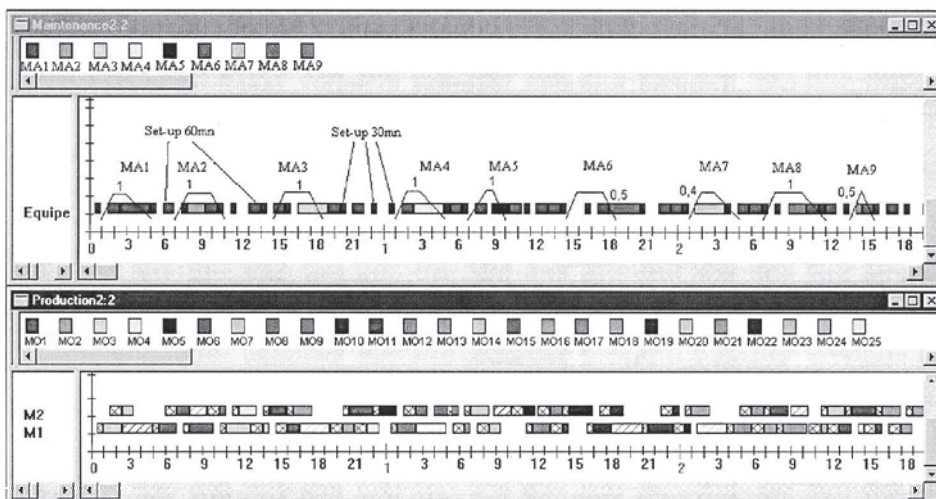 Maintenance2:2
MA1 MA2 MA3 MA4 MA5 MA6 MA7 MA8 MA9
Set-up 60mn Set-up 30mn
MA1 MA2 MA3 MA4 MA5 MA6 MA7 MA8 MA9
1 1 1 1 1 0,5 0,4 1 0,5
Equipe
0 3 6 9 12 15 18 21 1 3 6 9 12 15 18 21 2 3 6 9 12 15 18
Production2:2
MO1 MO2 MO3 MO4 MO5 MO6 MO7 MO8 MO9 MO10 MO11 MO12 MO13 MO14 MO15 MO16 MO17 MO18 MO19 MO20 MO21 MO22 MO23 MO24 MO25
M2
M1
0 3 6 9 12 15 18 21 1 3 6 9 12 15 18 21 2 3 6 9 12 15 18